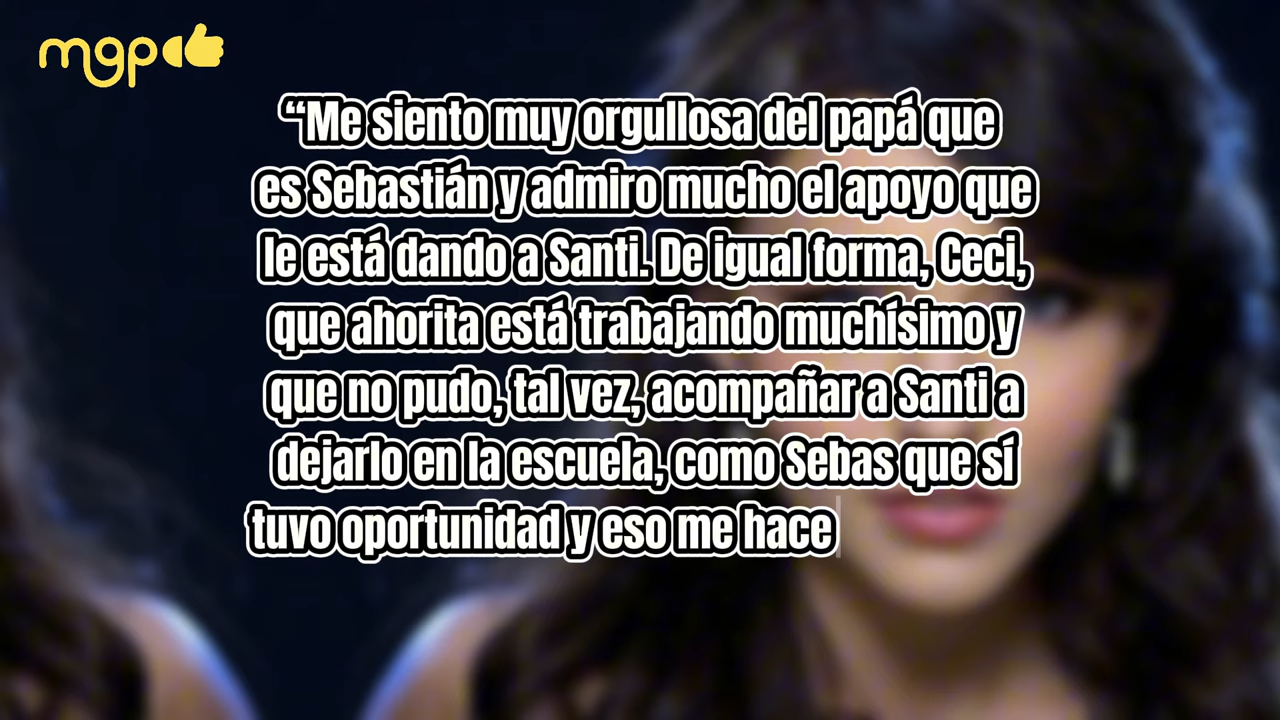 mgp
“Me siento muy orgullosa del papá que
es Sebastián y admiro mucho el apoyo que
le está dando a Santi. De igual forma, Ceci,
que ahorita está trabajando muchísimo y
que no pudo, tal vez, acompañar a Santi a
dejarlo en la escuela, como Sebas que sí
tuvo oportunidad y eso me hace